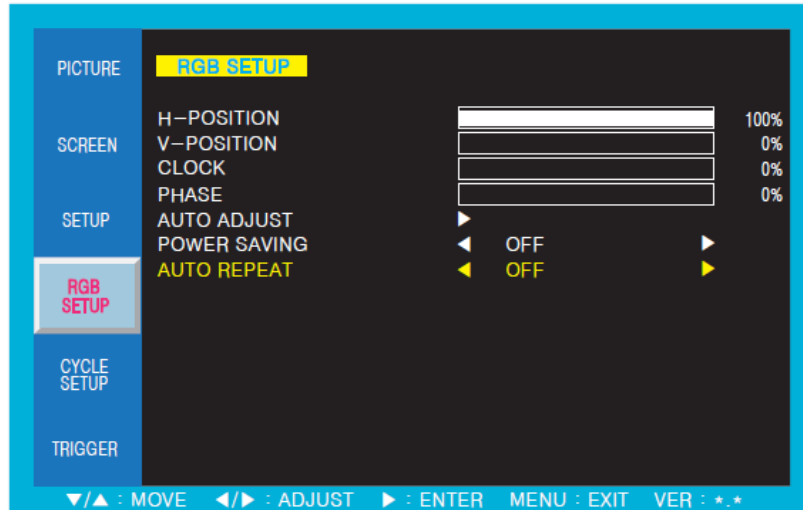 PICTURE
SCREEN
SETUP
RGB
SETUP
CYCLE
SETUP
TRIGGER
RGB SETUP
H-POSITION 100%
V-POSITION 0%
CLOCK 0%
PHASE 0%
AUTO ADJUST ▶
POWER SAVING ◀ OFF ▶
AUTO REPEAT ◀ OFF ▶
▼/▲ : MOVE ◀/▶ : ADJUST ▶ : ENTER MENU : EXIT VER : *.*